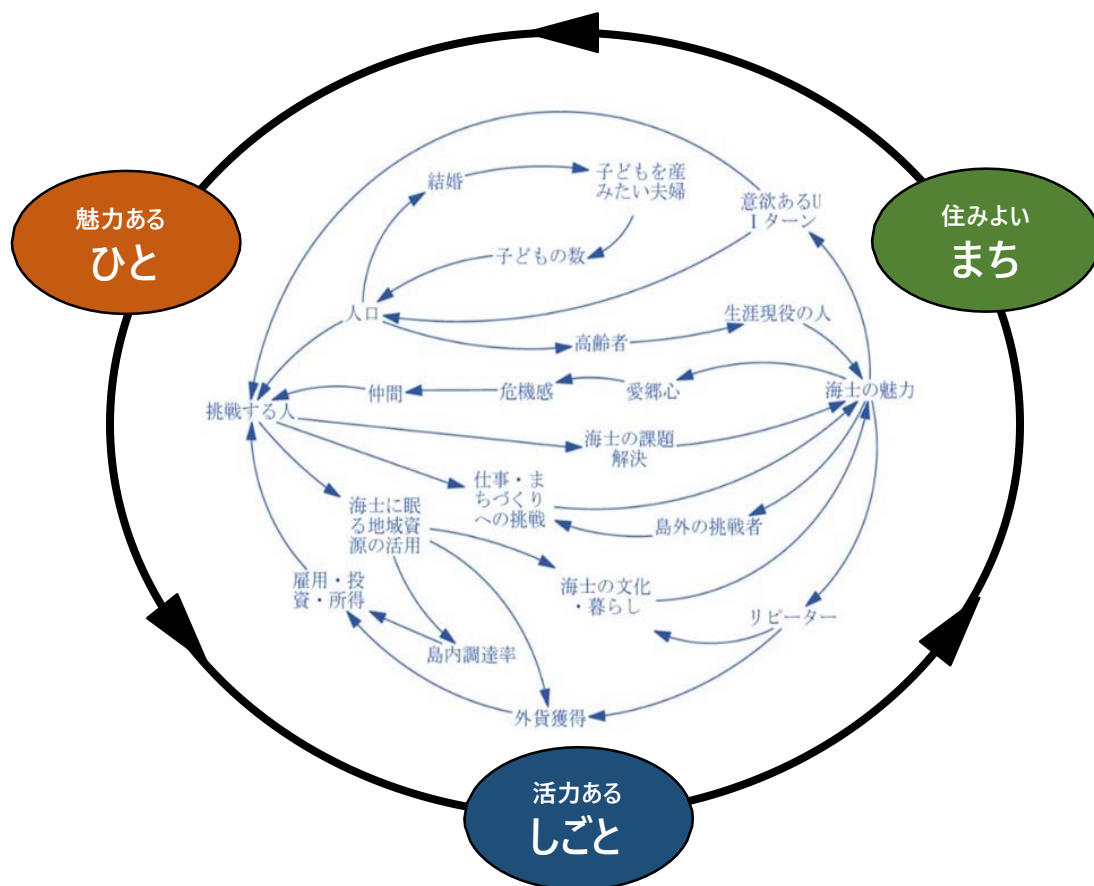 結婚
子どもを産
みたい夫婦
意欲あるU
Iターン
魅力ある
ひと
住みよい
まち
子どもの数
人口
生涯現役の人
高齢者
仲間
危機感
愛郷心
海士の魅力
挑戦する人
海士の課題
解決
仕事・ま
ちづくり
への挑戦
海士に眠
る地域資
源の活用
島外の挑戦者
雇用・投
資・所得
海士の文化
・暮らし
リピーター
島内調達率
外貨獲得
活力ある
しごと